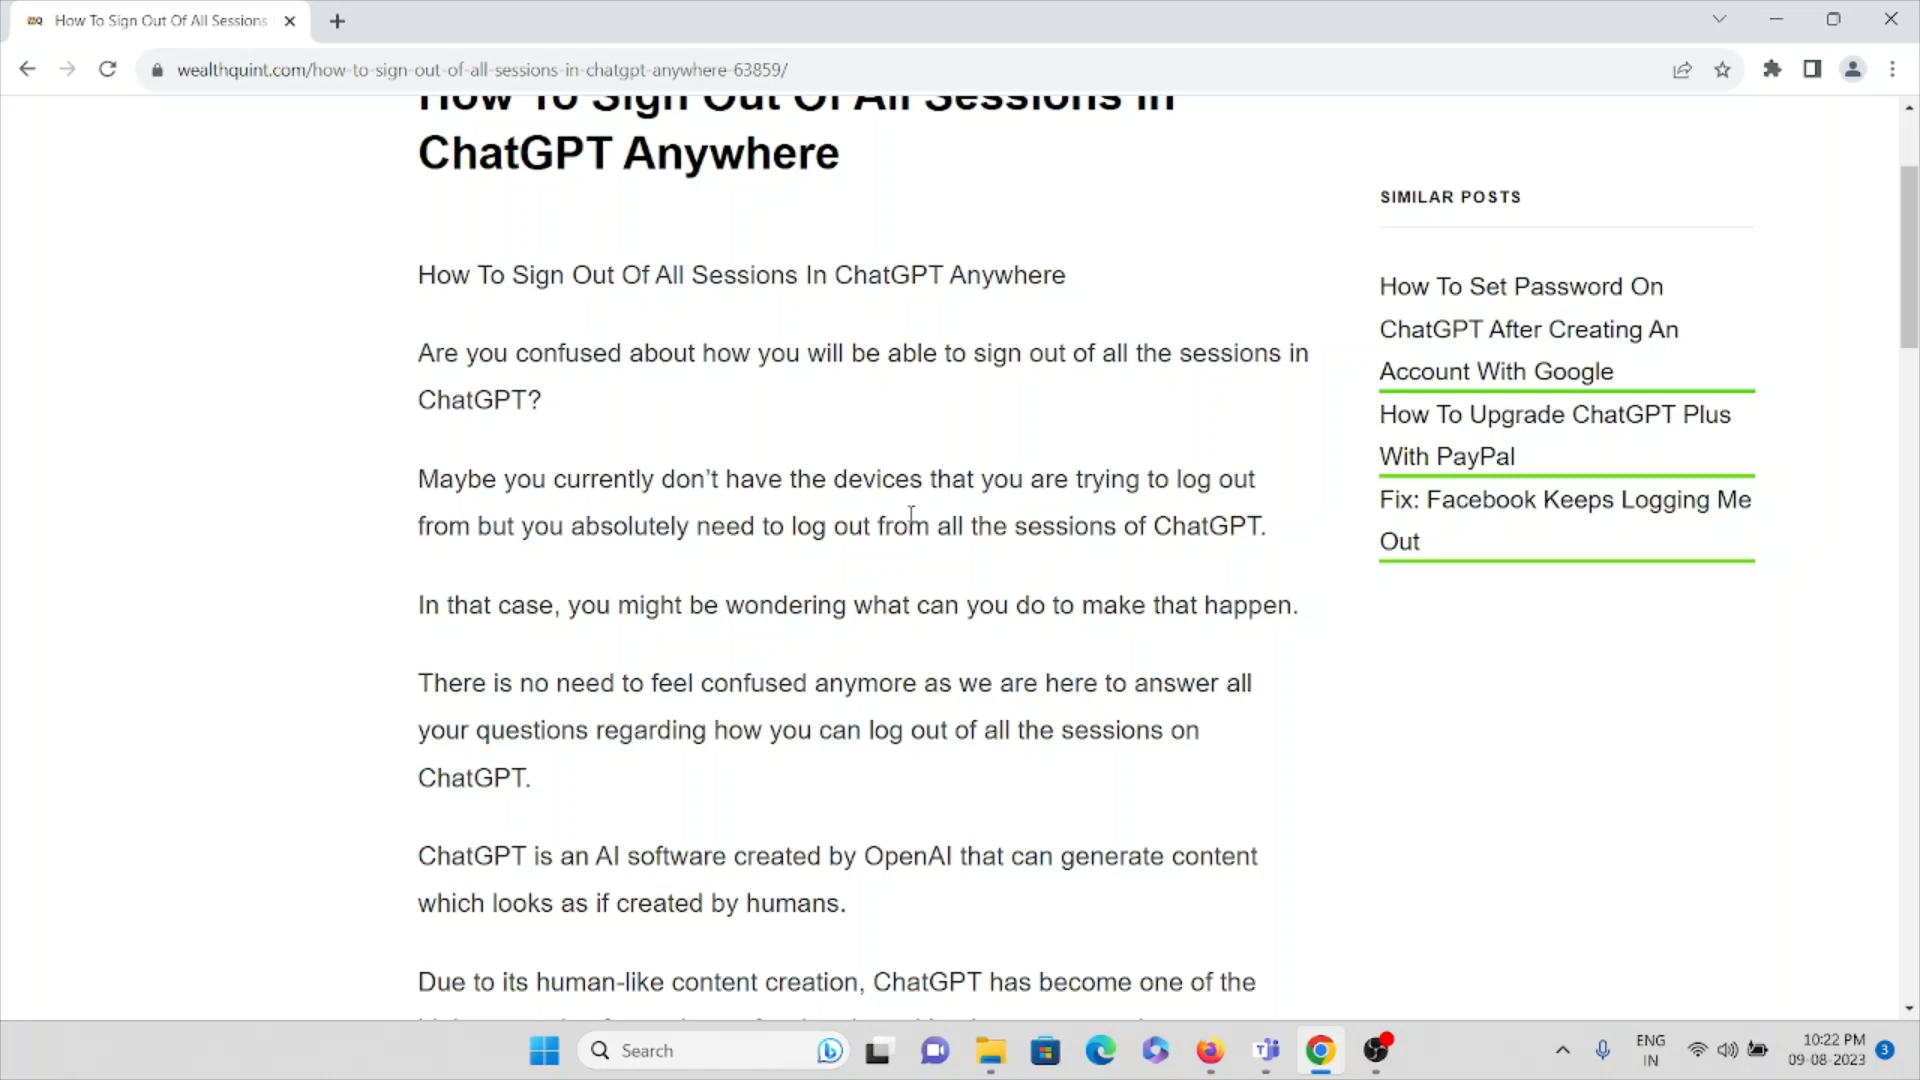 How To Sign Out Of All Sessions
wealthquint.com/how-to-sign-out-of-all-sessions-in-chatgpt-anywhere-63859/
How To Sign Out Of All Sessions In
ChatGPT Anywhere
How To Sign Out Of All Sessions In ChatGPT Anywhere
Are you confused about how you will be able to sign out of all the sessions in
ChatGPT?
Maybe you currently don’t have the devices that you are trying to log out
from but you absolutely need to log out from all the sessions of ChatGPT.
In that case, you might be wondering what can you do to make that happen.
There is no need to feel confused anymore as we are here to answer all
your questions regarding how you can log out of all the sessions on
ChatGPT.
ChatGPT is an AI software created by OpenAI that can generate content
which looks as if created by humans.
Due to its human-like content creation, ChatGPT has become one of the
SIMILAR POSTS
How To Set Password On
ChatGPT After Creating An
Account With Google
How To Upgrade ChatGPT Plus
With PayPal
Fix: Facebook Keeps Logging Me
Out
Search
ENG
IN
10:22 PM
09-08-2023
3